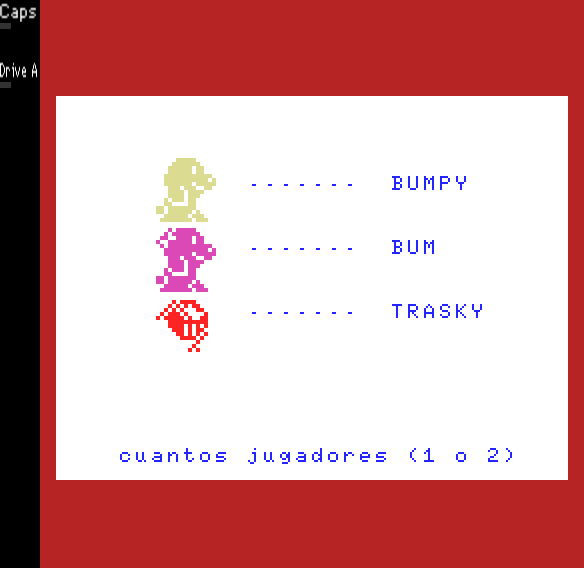 Caps
Drive A
------- BUMPY
------- BUM
------- TRASKY
cuantos jugadores (1 o 2)